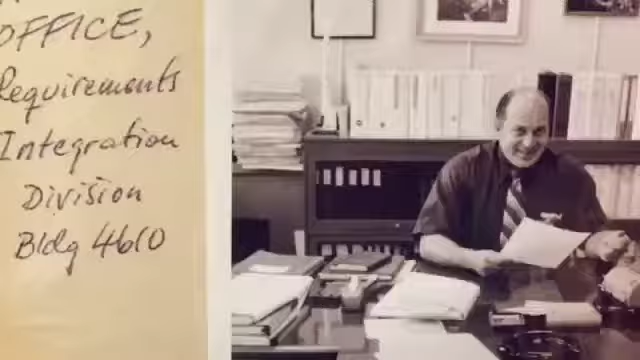 OFFICE,
Requirements
Integration
Division
Bldg 4610